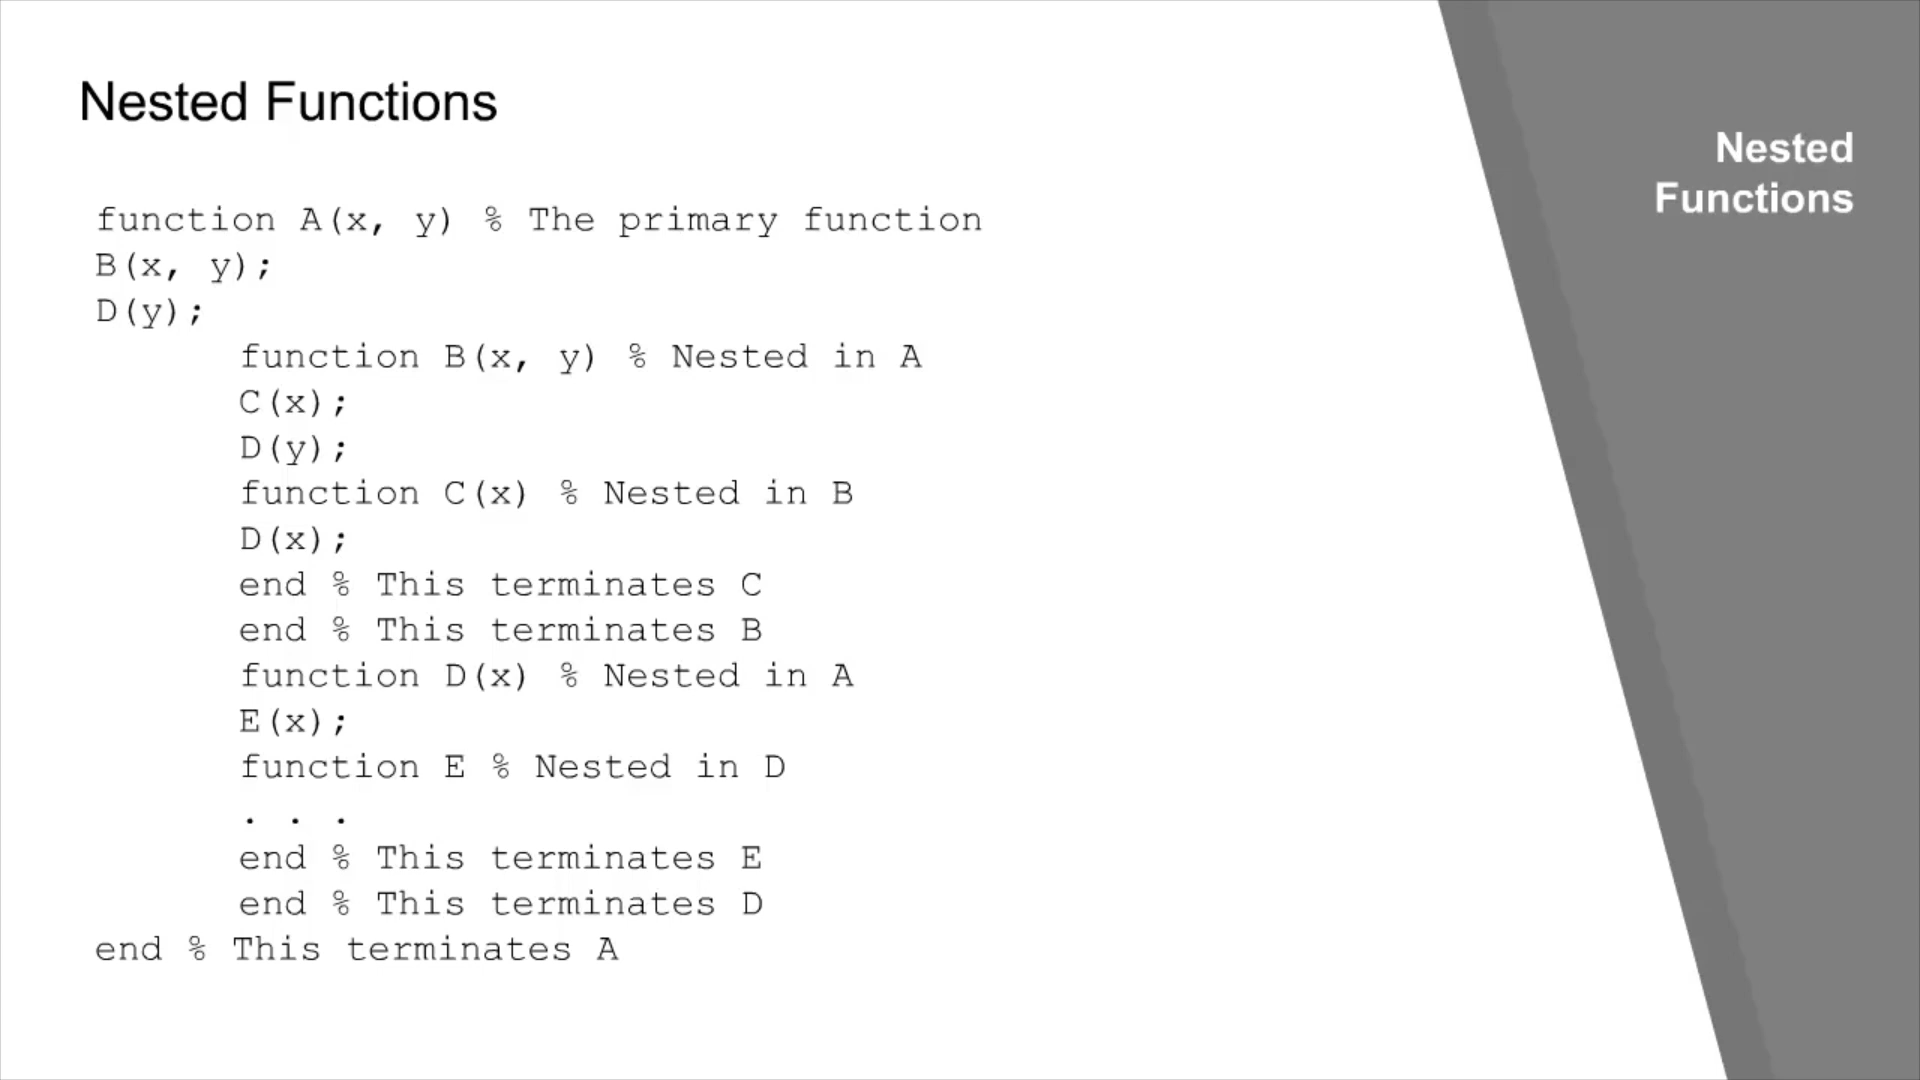 Nested Functions
Nested
Functions
function A(x, y) % The primary function
B(x, y);
D(y);
function B(x, y) % Nested in A
C(x);
D(y);
function C(x) % Nested in B
D(x);
end % This terminates C
end % This terminates B
function D(x) % Nested in A
E(x);
function E % Nested in D
. . .
end % This terminates E
end % This terminates D
end % This terminates A